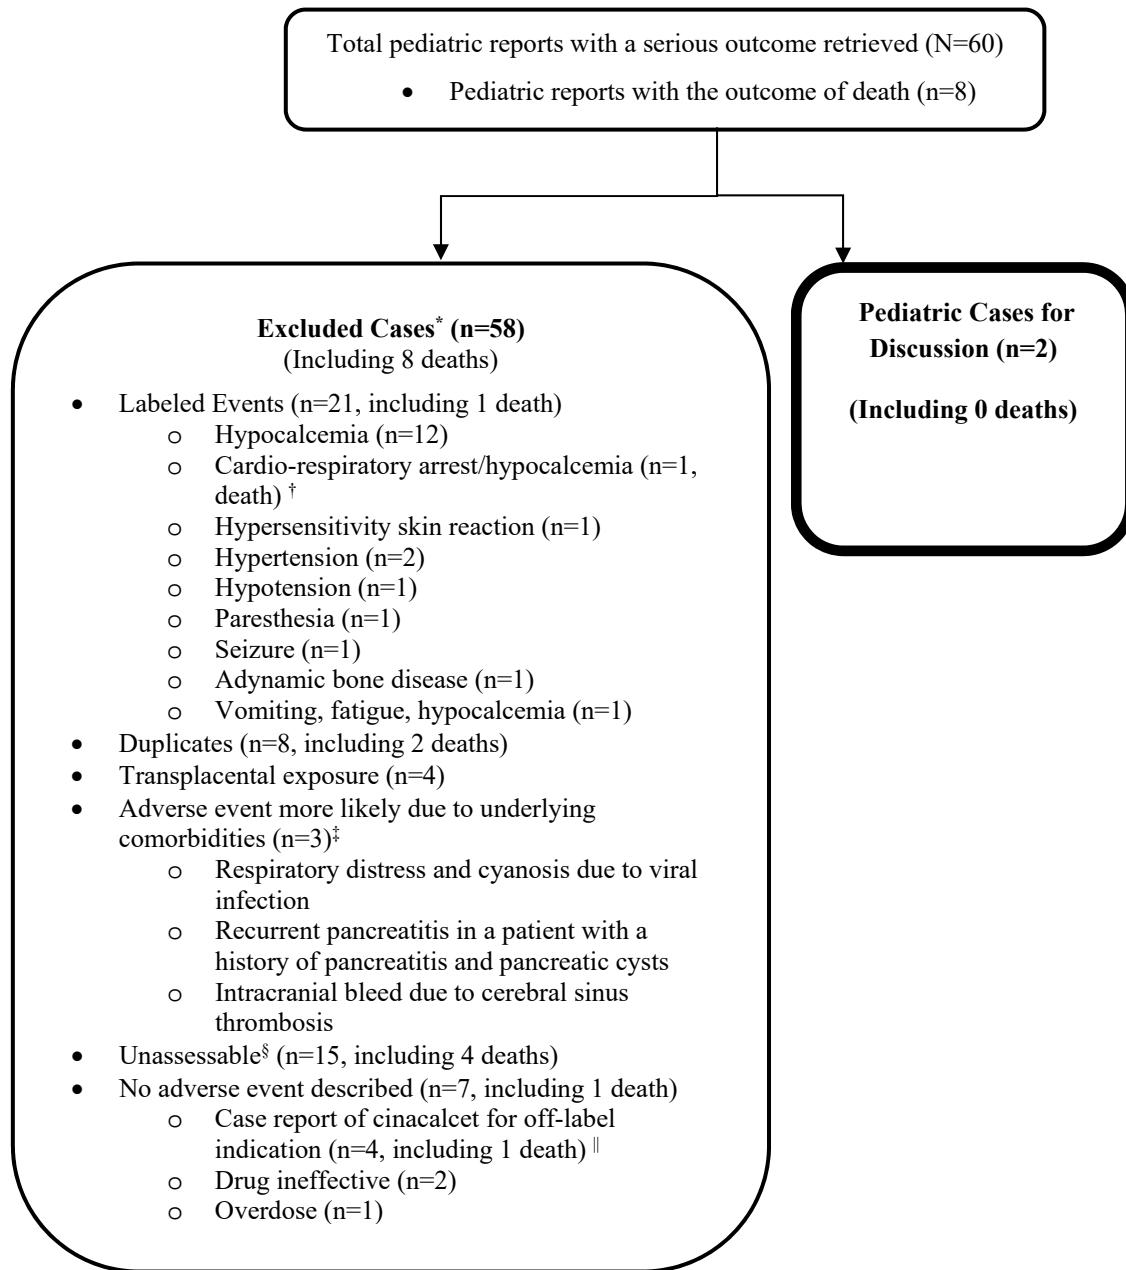 Total pediatric reports with a serious outcome retrieved (N=60)
• Pediatric reports with the outcome of death (n=8)
Excluded Cases* (n=58)
(Including 8 deaths)
• Labeled Events (n=21, including 1 death)
o Hypocalcemia (n=12)
o Cardio-respiratory arrest/hypocalcemia (n=1,
death) †
o Hypersensitivity skin reaction (n=1)
o Hypertension (n=2)
o Hypotension (n=1)
o Paresthesia (n=1)
o Seizure (n=1)
o Adynamic bone disease (n=1)
o Vomiting, fatigue, hypocalcemia (n=1)
• Duplicates (n=8, including 2 deaths)
• Transplacental exposure (n=4)
• Adverse event more likely due to underlying
comorbidities (n=3)‡
o Respiratory distress and cyanosis due to viral
infection
o Recurrent pancreatitis in a patient with a
history of pancreatitis and pancreatic cysts
o Intracranial bleed due to cerebral sinus
thrombosis
• Unassessable§ (n=15, including 4 deaths)
• No adverse event described (n=7, including 1 death)
o Case report of cinacalcet for off-label
indication (n=4, including 1 death) ‖
o Drug ineffective (n=2)
o Overdose (n=1)
Pediatric Cases for
Discussion (n=2)
(Including 0 deaths)